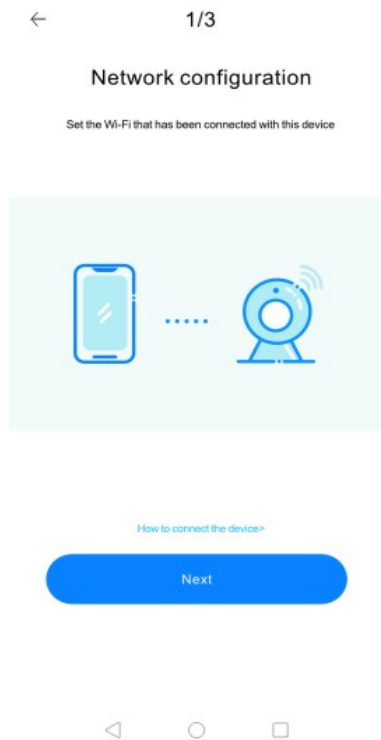 1/3
Network configuration
Set the Wi-Fi that has been connected with this device
How to connect the device>
Next